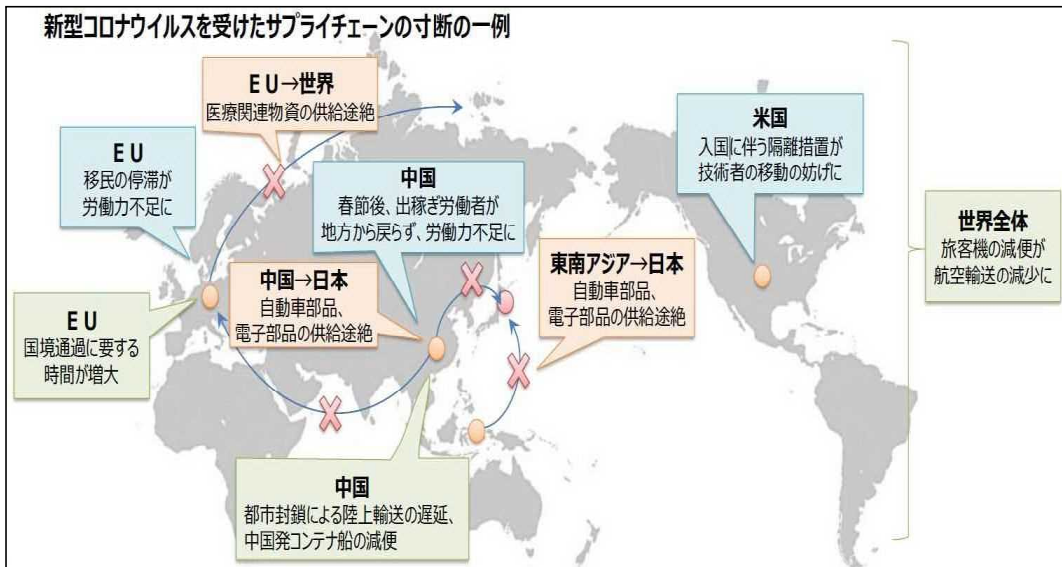 新型コロナウイルスを受けたサプライチェーンの寸断の一例
ＥＵ→世界
医療関連物資の供給途絶
ＥＵ
移民の停滞が
労働力不足に
中国
春節後、出稼ぎ労働者が
地方から戻らず、労働力不足に
米国
入国に伴う隔離措置が
技術者の移動の妨げに
世界全体
旅客機の減便が
航空輸送の減少に
中国→日本
自動車部品、
電子部品の供給途絶
東南アジア→日本
自動車部品、
電子部品の供給途絶
ＥＵ
国境通過に要する
時間が増大
中国
都市封鎖による陸上輸送の遅延、
中国発コンテナ船の減便